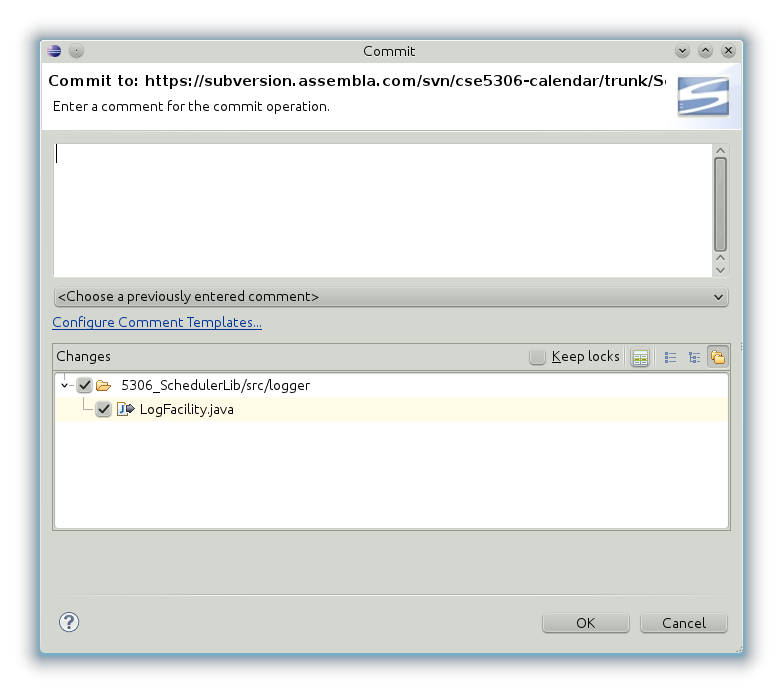 Commit
Commit to: https://subversion.assembla.com/svn/cse5306-calendar/trunk/
Enter a comment for the commit operation.
<Choose a previously entered comment>
Configure Comment Templates...
Changes Keep locks
5306_SchedulerLib/src/logger
LogFacility.java
OK Cancel